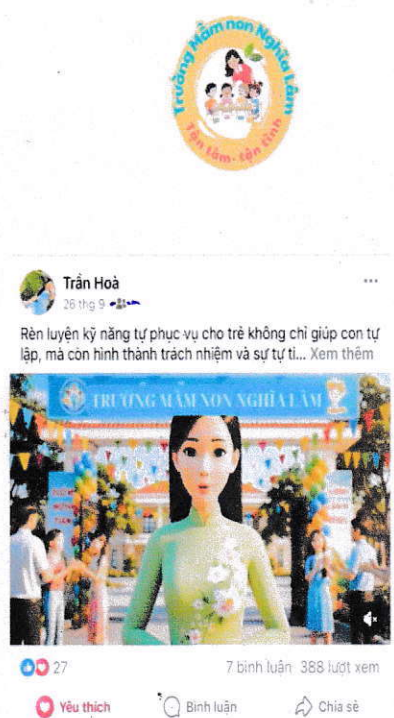 Trường Mầm non Nghĩa Lâm
Tận tâm - tận tình
Trần Hoà
26 thg 9
Rèn luyện kỹ năng tự phục vụ cho trẻ không chỉ giúp con tự
lập, mà còn hình thành trách nhiệm và sự tự ti... Xem thêm
TRƯỜNG MẦM NON NGHĨA LÂM
27
7 bình luận 388 lượt xem
Yêu thích
Bình luận
Chia sẻ